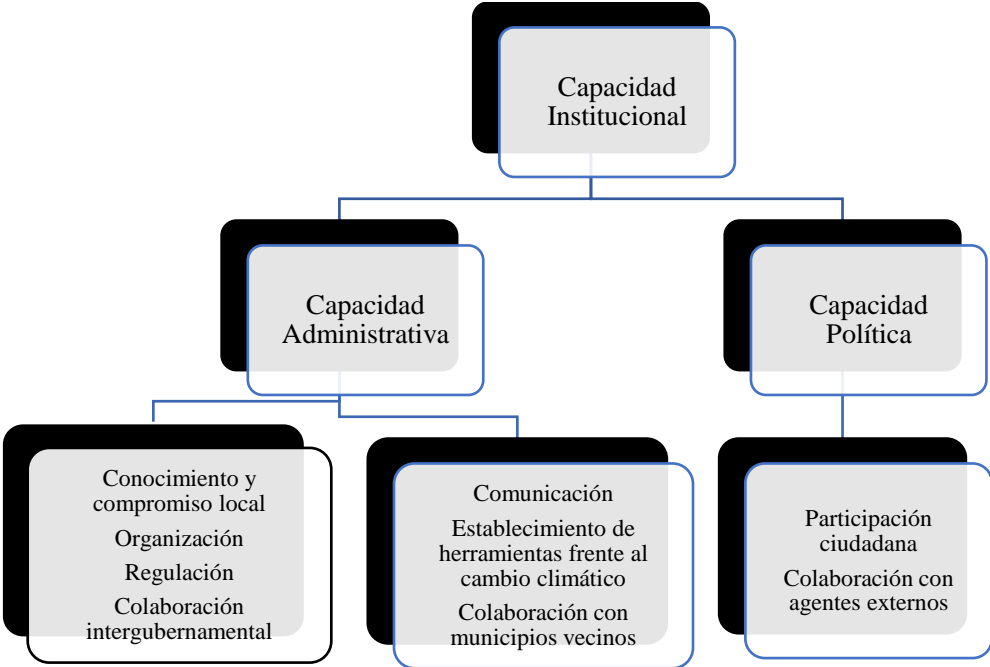 Capacidad
Institucional
Capacidad
Administrativa
Capacidad
Política
Conocimiento y
compromiso local
Organización
Regulación
Colaboración
intergubernamental
Comunicación
Establecimiento de
herramientas frente al
cambio climático
Colaboración con
municipios vecinos
Participación
ciudadana
Colaboración con
agentes externos